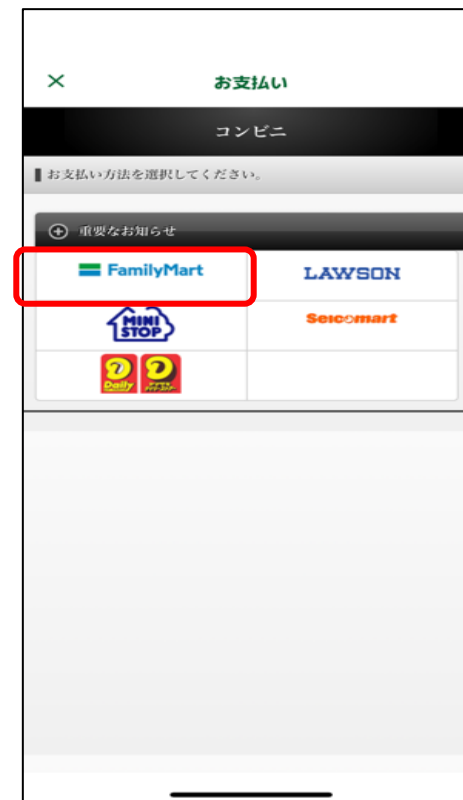 × お支払い
コンビニ
お支払い方法を選択してください。
重要なお知らせ
FamilyMart LAWSON
MINI STOP Seicomart
Daily